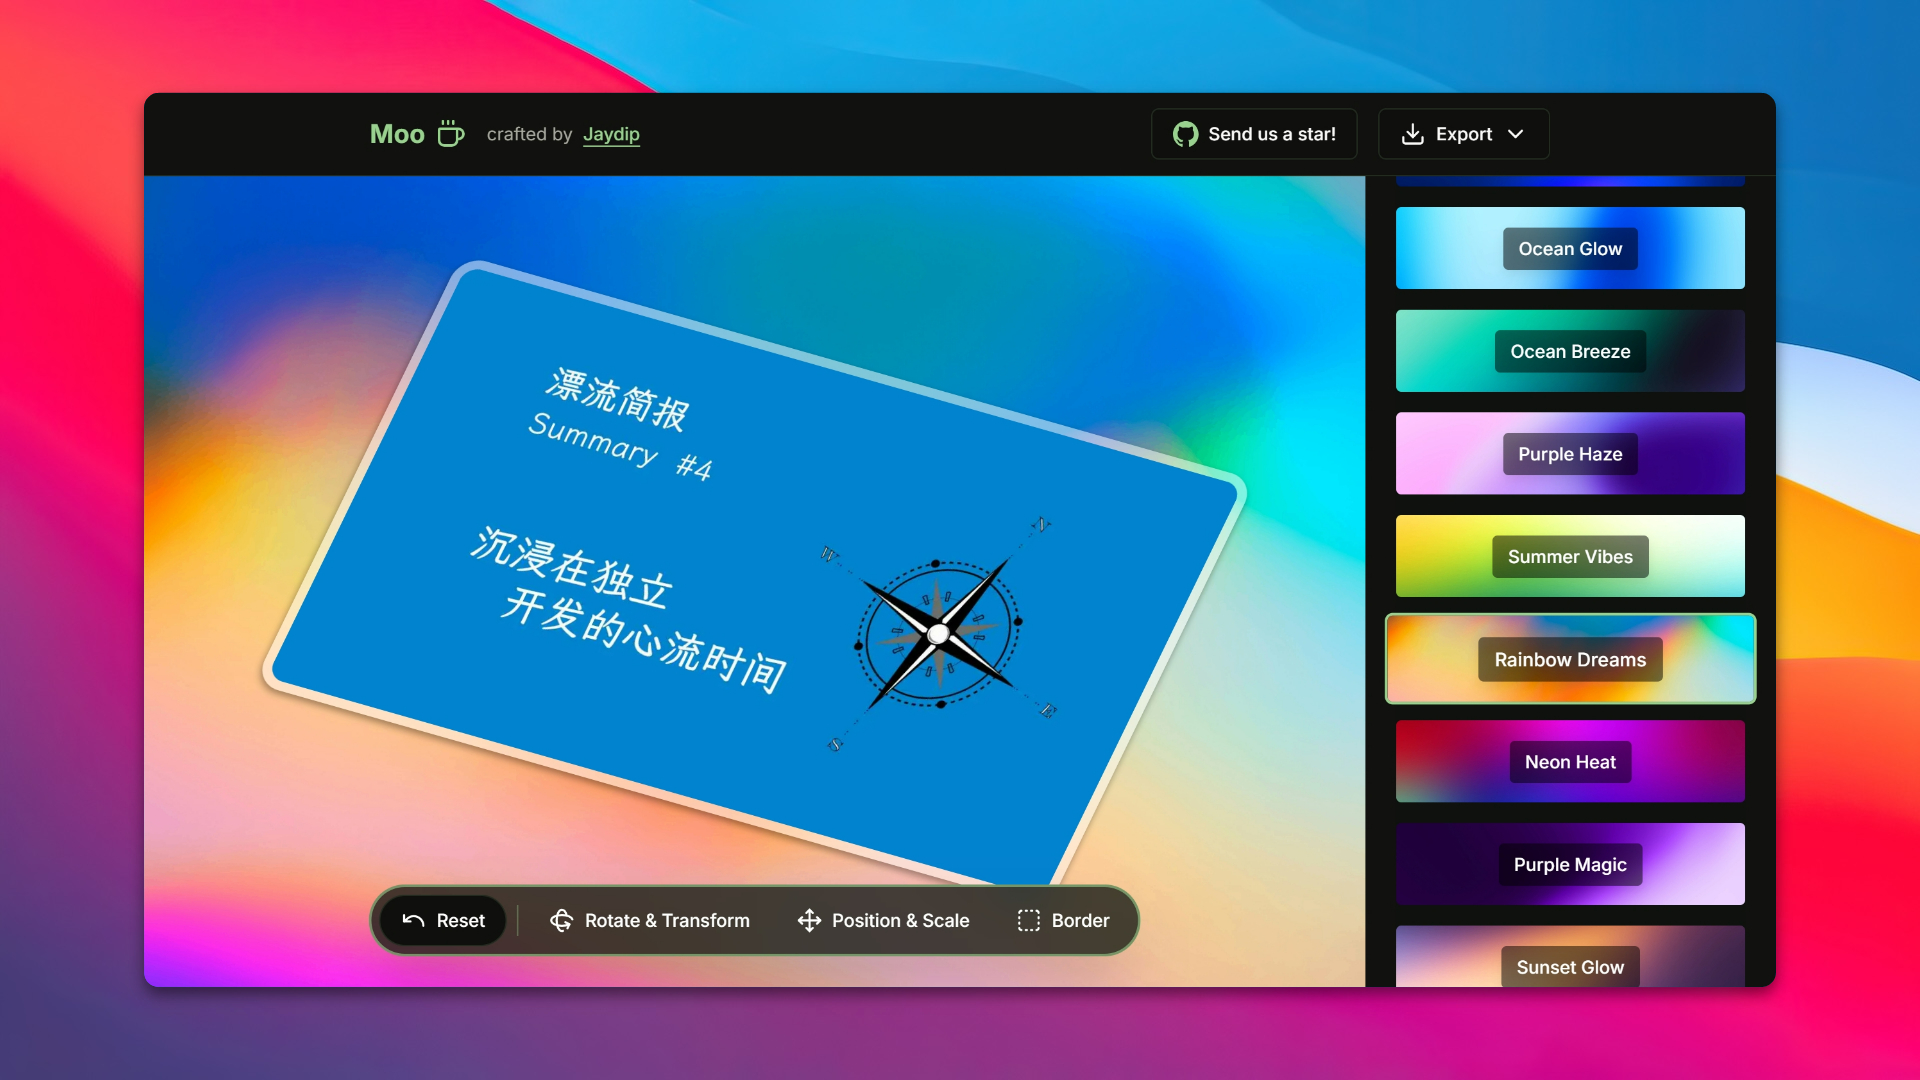 Moo
crafted by Jaydip
Send us a star!
Export
漂流简报
Summary #4
沉浸在独立
开发的心流时间
N
W
E
S
Reset
Rotate & Transform
Position & Scale
Border
Ocean Glow
Ocean Breeze
Purple Haze
Summer Vibes
Rainbow Dreams
Neon Heat
Purple Magic
Sunset Glow